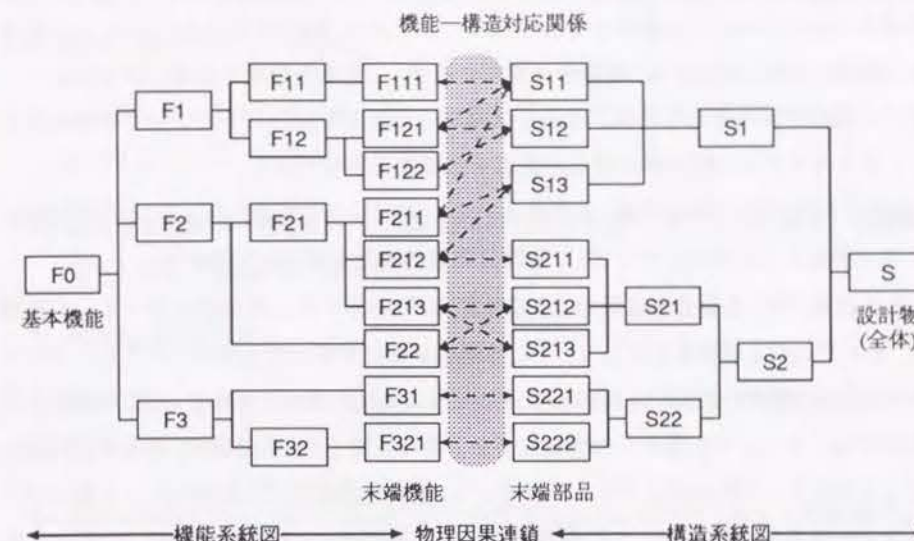 機能—構造対応関係
F11 F111 S11
F1
F12 F121 S12 S1
F122 S13
F2 F21 F211
F0 F212 S211 S
基本機能 F213 S212 S21 設計物
(全体)
F22 S213 S2
F31 S221
F3 S22
F32 F321 S222
末端機能 末端部品
機能系統図 物理因果連鎖 構造系統図